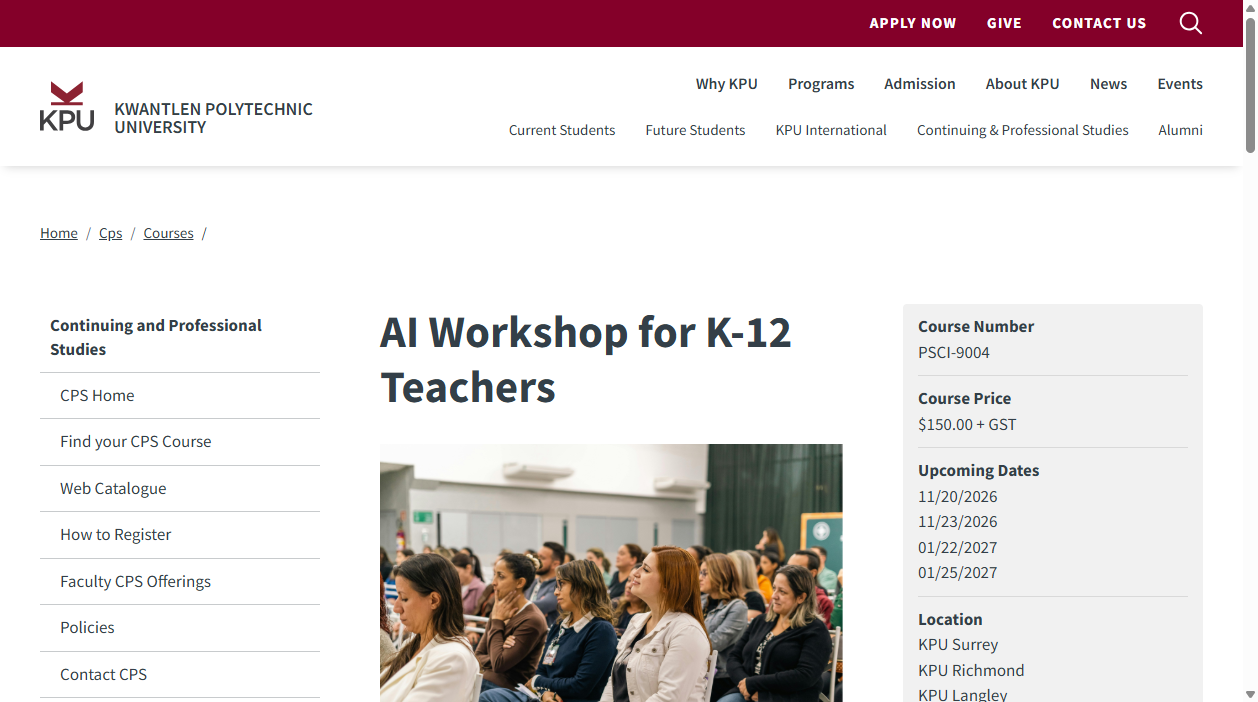 APPLY NOW GIVE CONTACT US
KPU
KWANTLEN POLYTECHNIC
UNIVERSITY
Why KPU Programs Admission About KPU News Events
Current Students Future Students KPU International Continuing & Professional Studies Alumni
Home / Cps / Courses /
Continuing and Professional
Studies
CPS Home
Find your CPS Course
Web Catalogue
How to Register
Faculty CPS Offerings
Policies
Contact CPS
AI Workshop for K-12
Teachers
Course Number
PSCI-9004
Course Price
$150.00 + GST
Upcoming Dates
11/20/2026
11/23/2026
01/22/2027
01/25/2027
Location
KPU Surrey
KPU Richmond
KPU Langley